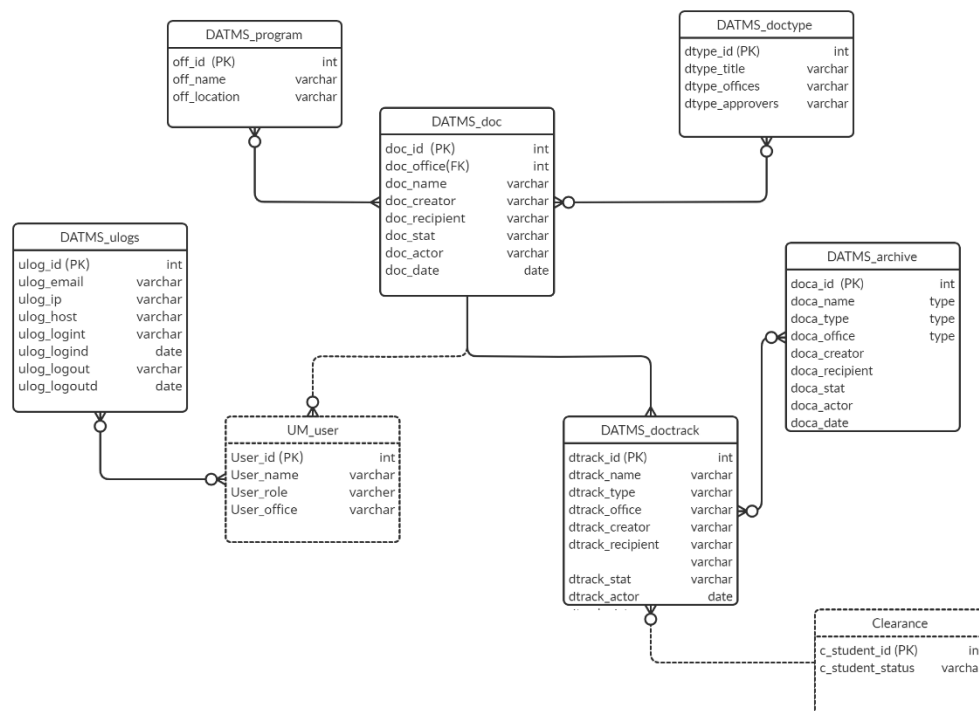 DATMS_program
off_id (PK) int
off_name varchar
off_location varchar
DATMS_doctype
dtype_id (PK) int
dtype_title varchar
dtype_offices varchar
dtype_approvers varchar
DATMS_doc
doc_id (PK) int
doc_office(FK) int
doc_name varchar
doc_creator varchar
doc_recipient varchar
doc_stat varchar
doc_actor varchar
doc_date date
DATMS_ulogs
ulog_id (PK) int
ulog_email varchar
ulog_ip varchar
ulog_host varchar
ulog_logint varchar
ulog_logind date
ulog_logout varchar
ulog_logoutd date
DATMS_archive
doca_id (PK) int
doca_name type
doca_type type
doca_office type
doca_creator
doca_recipient
doca_stat
doca_actor
doca_date
UM_user
User_id (PK) int
User_name varchar
User_role varcher
User_office varchar
DATMS_doctrack
dtrack_id (PK) int
dtrack_name varchar
dtrack_type varchar
dtrack_office varchar
dtrack_creator varchar
dtrack_recipient varchar
varchar
dtrack_stat varchar
dtrack_actor date
Clearance
c_student_id (PK) in
c_student_status varcha